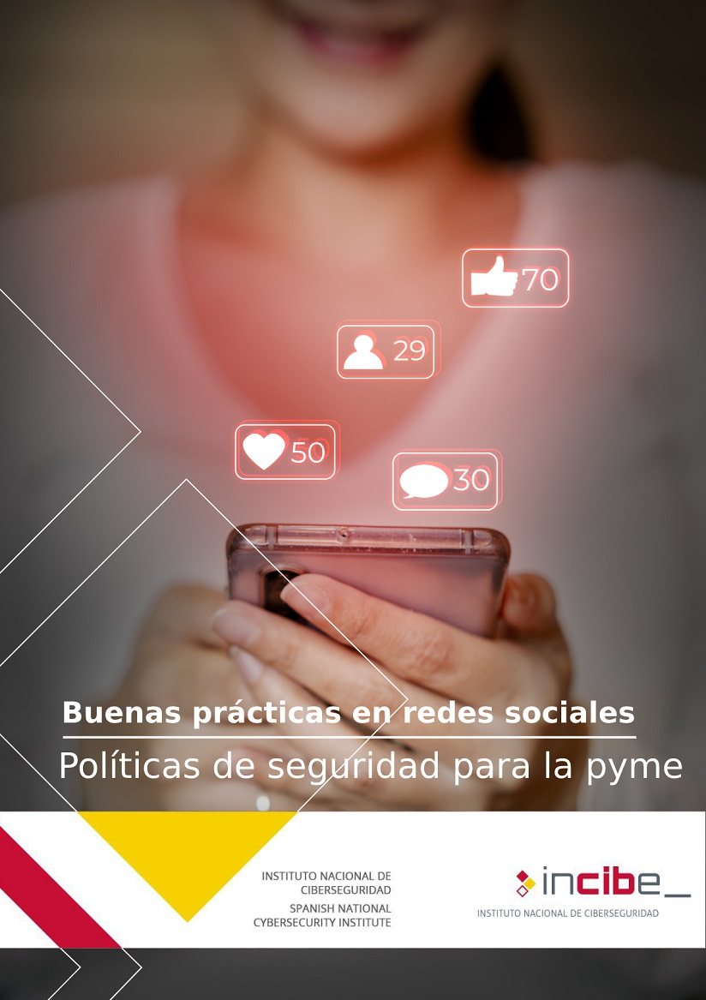 70
29
50
30
Buenas prácticas en redes sociales
Políticas de seguridad para la pyme
INSTITUTO NACIONAL DE
CIBERSEGURIDAD
SPANISH NATIONAL
CYBERSECURITY INSTITUTE
incibe_
INSTITUTO NACIONAL DE CIBERSEGURIDAD